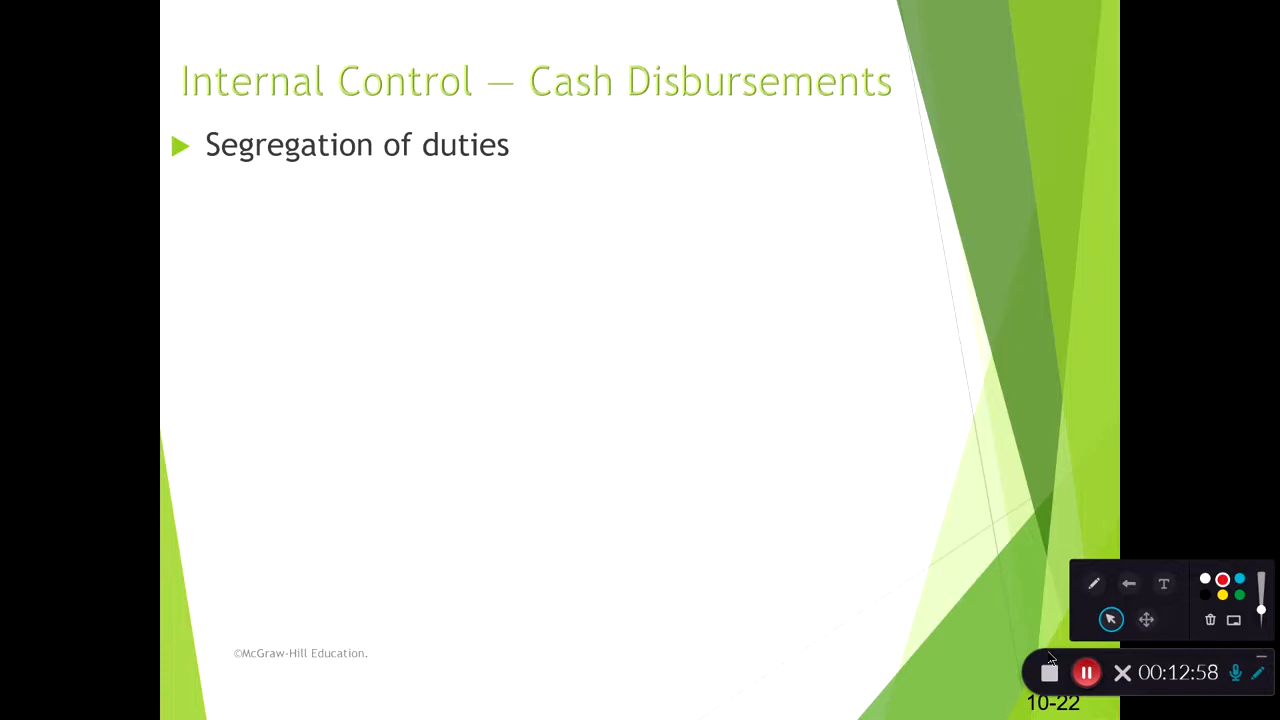 Internal Control — Cash Disbursements
Segregation of duties
©McGraw-Hill Education.
T
00:12:58
10-22